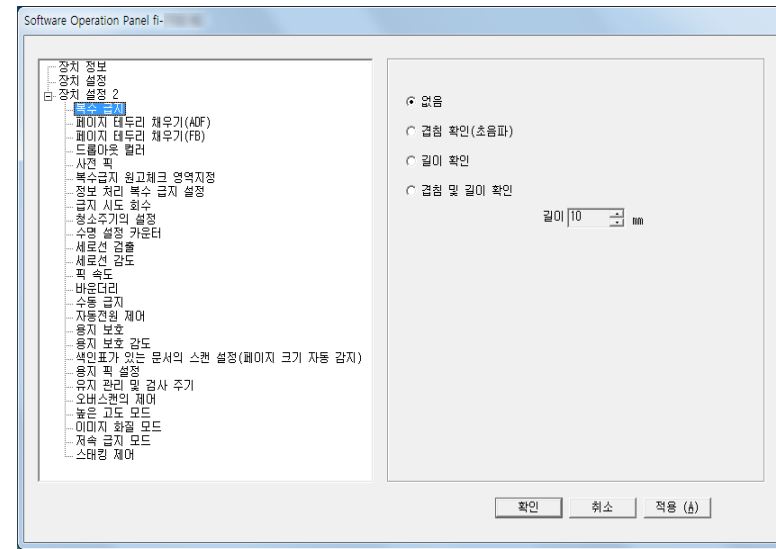 Software Operation Panel fi-
장치 정보
장치 설정
장치 설정 2
복수 급지
페이지 테두리 채우기(ADF)
페이지 테두리 채우기(FB)
드롭아웃 컬러
사전 픽
복수급지 원고체크 영역지정
정보 처리 복수 급지 설정
급지 시도 회수
청소주기의 설정
수명 설정 카운터
세로선 검출
세로선 감도
픽 속도
바운더리
수동 급지
자동전원 제어
용지 보호
용지 보호 감도
색인표가 있는 문서의 스캔 설정(페이지 크기 자동 감지)
용지 픽 설정
유지 관리 및 검사 주기
오버스캔의 제어
높은 고도 모드
이미지 화질 모드
저속 급지 모드
스태킹 제어
없음
겹침 확인(초음파)
길이 확인
겹침 및 길이 확인
길이 10 mm
확인 취소 적용 (A)